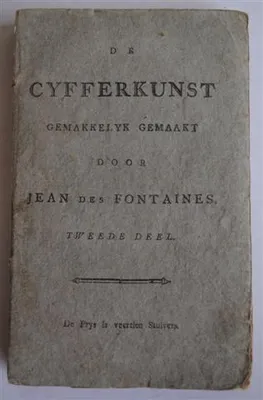 DE
CYFFERKUNST
GEMAKKELYK GEMAAKT
DOOR
JEAN DES FONTAINES.
TWEEDE DEEL.
De Prys is veertien Stuivers.